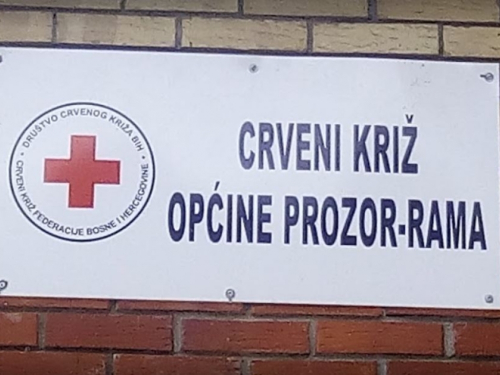 DRUŠTVO CRVENOG KRIŽA BIH
CRVENI KRIŽ FEDERACIJE BOSNE I HERCEGOVINE
CRVENI KRIŽ
OPĆINE PROZOR-RAMA